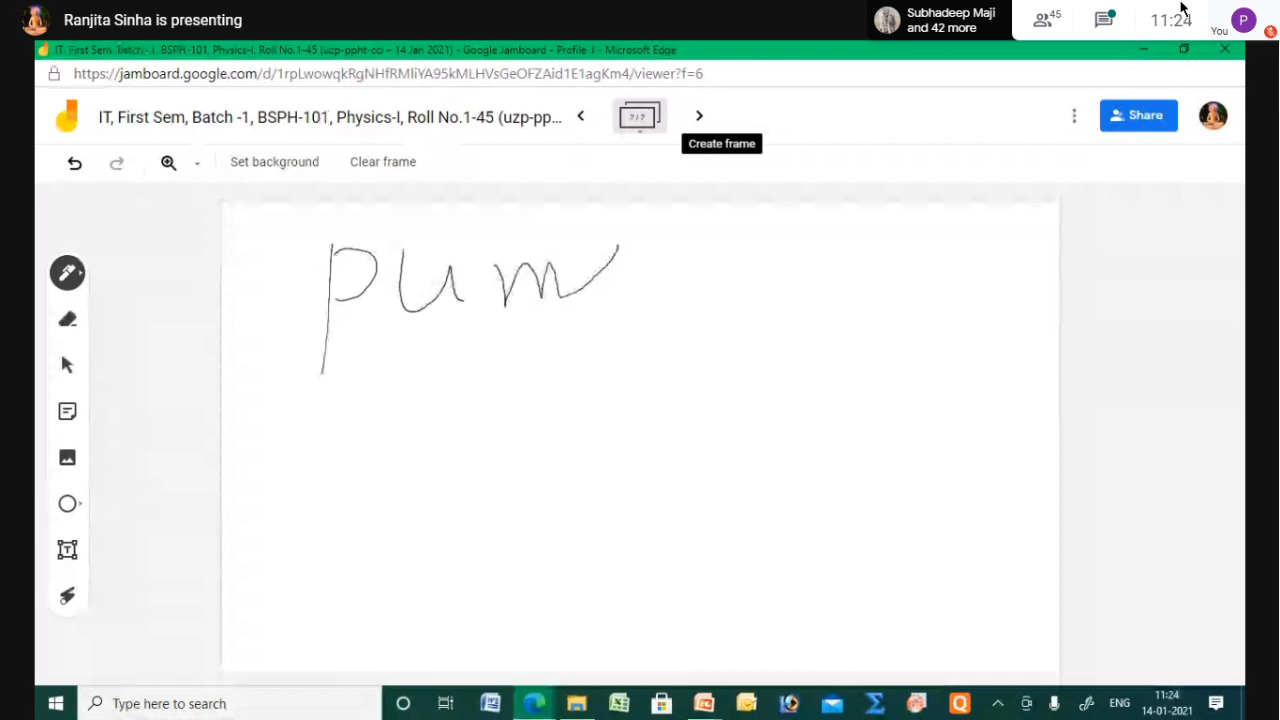 Ranjita Sinha is presenting
Subhadeep Maji
and 42 more
45
11:24
You
P
IT, First Sem, Batch -1, BSPH-101, Physics-I, Roll No.1-45 (ucp-ppht-cci – 14 Jan 2021) - Google Jamboard - Profile 1 - Microsoft Edge
https://jamboard.google.com/d/1rpLwowqkRgNHfRMIiYA95kMLHVsGeOFZAid1E1agKm4/viewer?f=6
IT, First Sem, Batch -1, BSPH-101, Physics-I, Roll No.1-45 (uzp-pp...
7 / 7
Share
Create frame
Set background
Clear frame
pum
Type here to search
ENG
11:24
14-01-2021